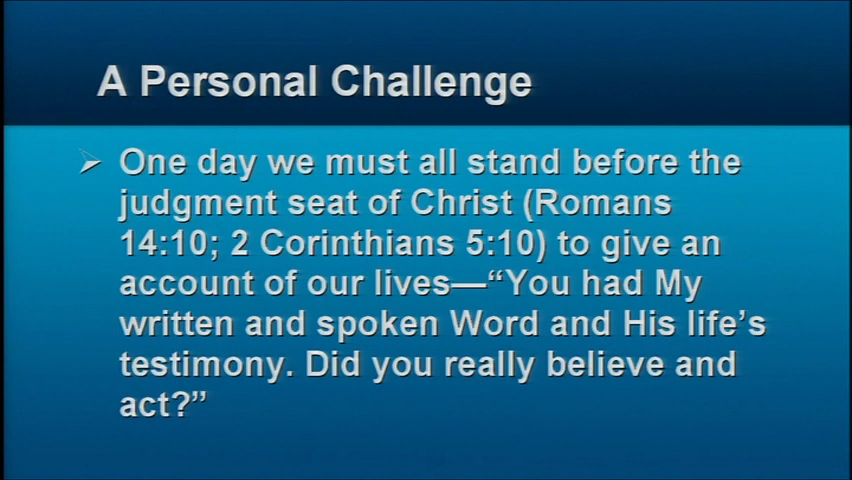 A Personal Challenge
One day we must all stand before the
judgment seat of Christ (Romans
14:10; 2 Corinthians 5:10) to give an
account of our lives—“You had My
written and spoken Word and His life’s
testimony. Did you really believe and
act?”